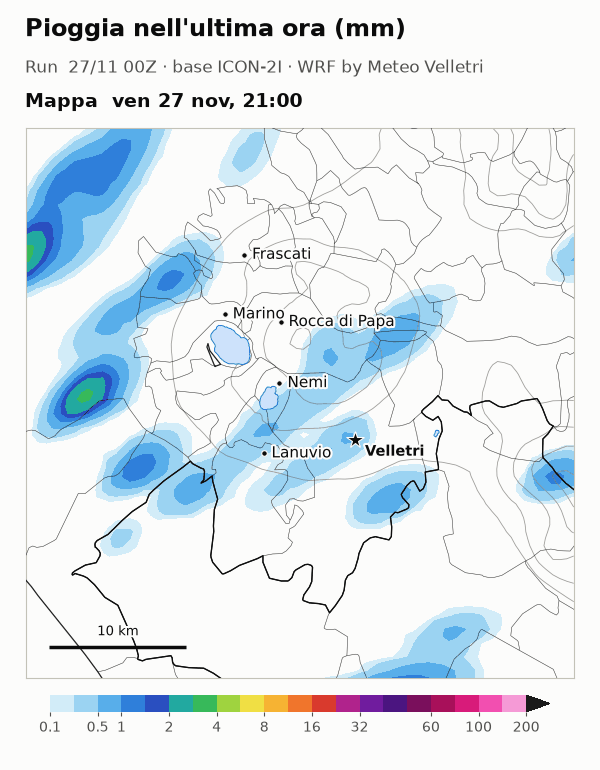 Pioggia nell'ultima ora (mm)
Run  27/11 00Z · base ICON-2I · WRF by Meteo Velletri
Mappa  ven 27 nov, 21:00
Frascati
Marino
Rocca di Papa
Nemi
Velletri
Lanuvio
10 km
0.1 0.5 1 2 4 8 16 32 60 100 200